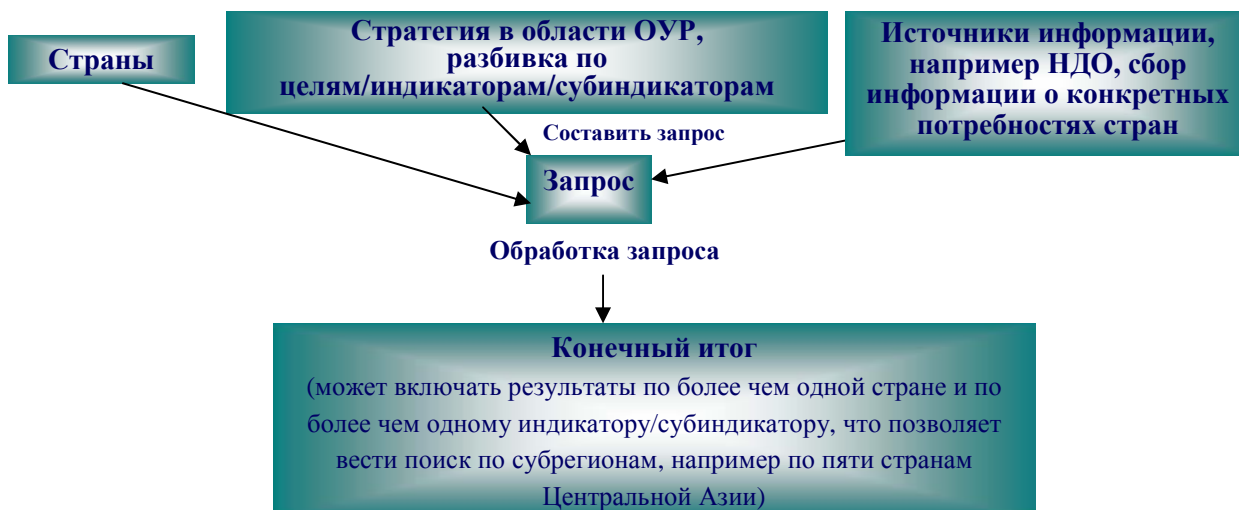 Страны
Стратегия в области ОУР,
разбивка по
целям/индикаторам/субиндикаторам
Источники информации,
например НДО, сбор
информации о конкретных
потребностях стран
Составить запрос
Запрос
Обработка запроса
Конечный итог
(может включать результаты по более чем одной стране и по
более чем одному индикатору/субиндикатору, что позволяет
вести поиск по субрегионам, например по пяти странам
Центральной Азии)